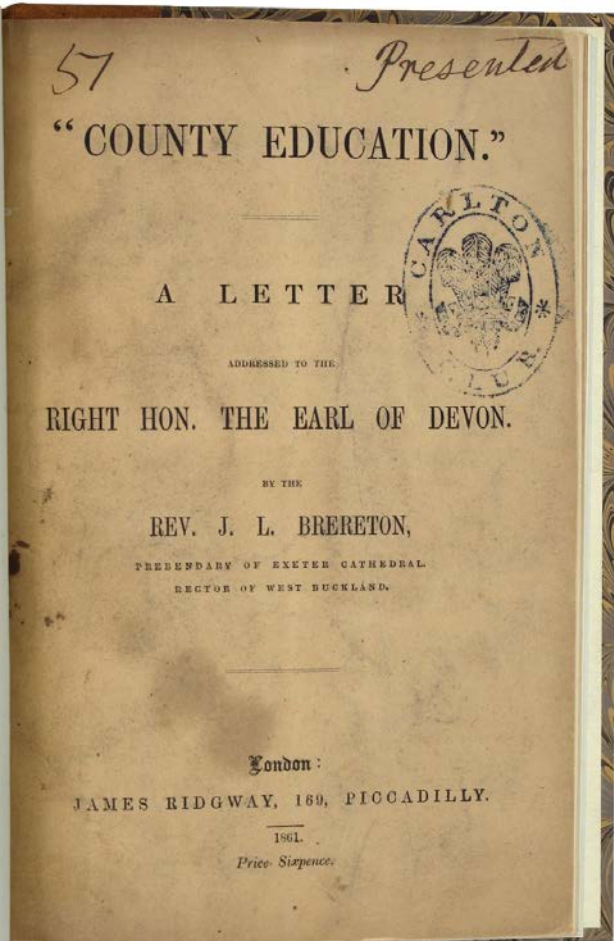 57
Presented
“COUNTY EDUCATION.”
CARLTON
CLUB
A LETTER
ADDRESSED TO THE
RIGHT HON. THE EARL OF DEVON.
BY THE
REV. J. L. BRERETON,
PREBENDARY OF EXETER CATHEDRAL.
RECTOR OF WEST BUCKLAND.
London:
JAMES RIDGWAY, 169, PICCADILLY.
1861.
Price Sixpence.